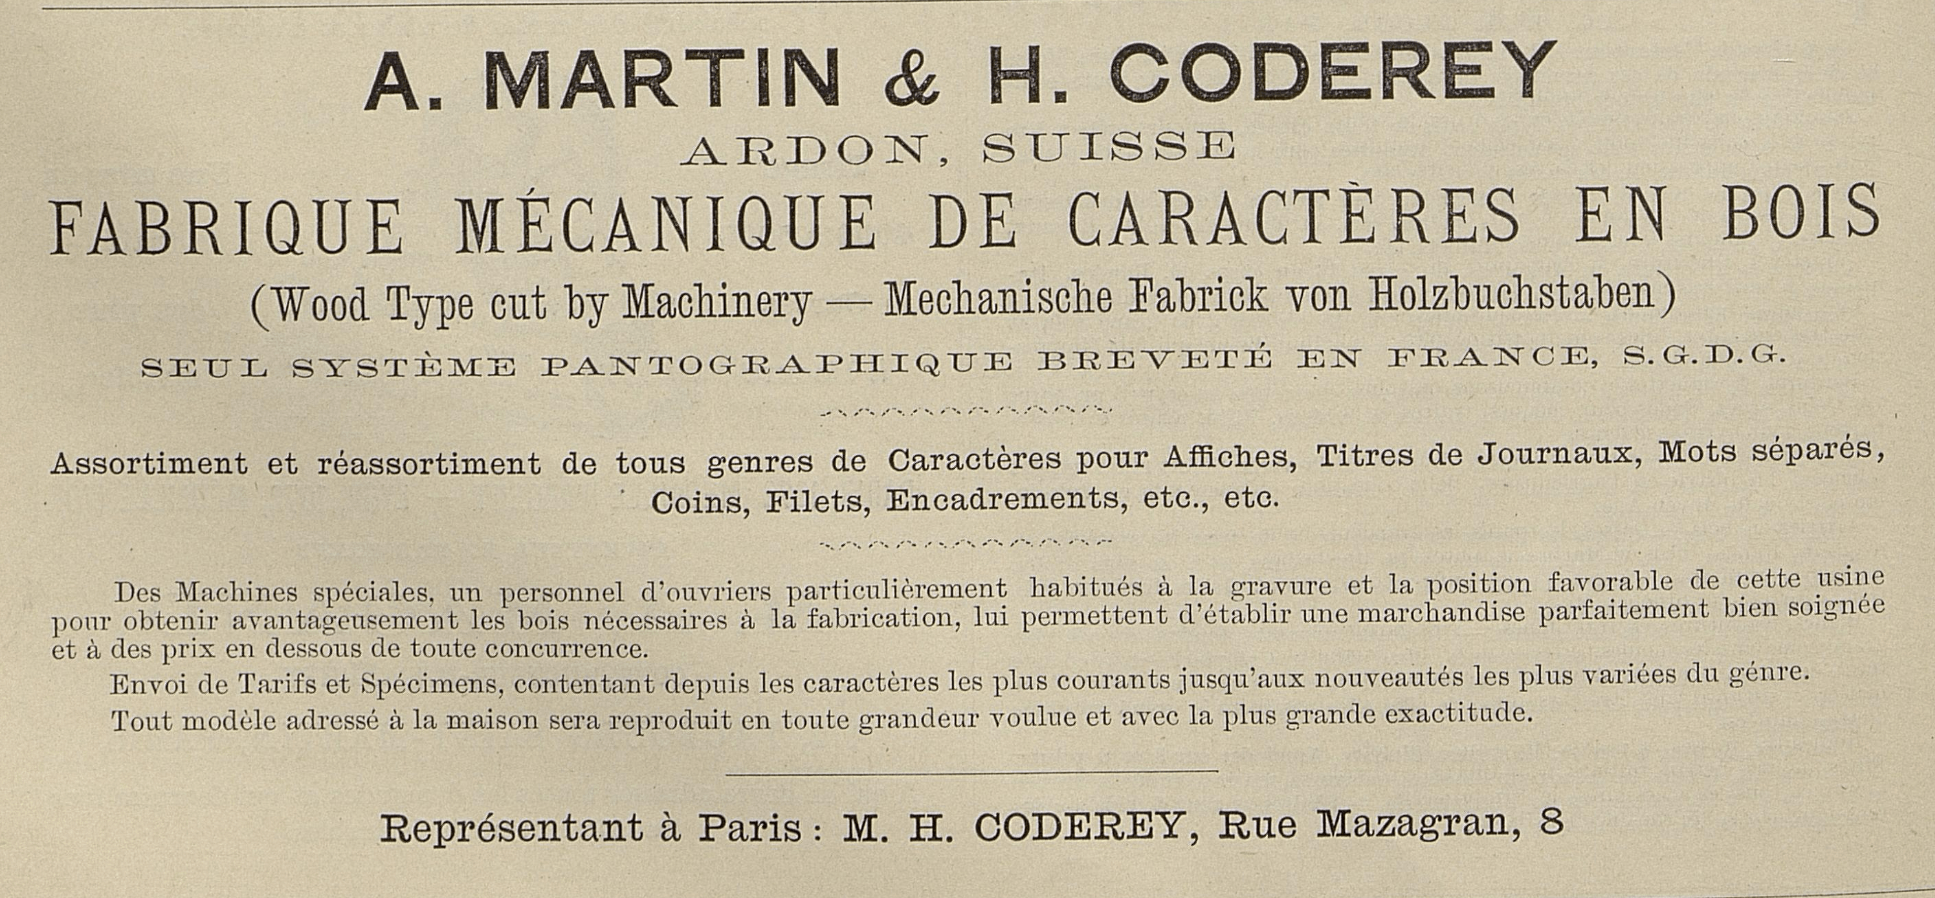 A. MARTIN & H. CODEREY
ARDON, SUISSE
FABRIQUE MÉCANIQUE DE CARACTÈRES EN BOIS
(Wood Type cut by Machinery — Mechanische Fabrick von Holzbuchstaben)
SEUL SYSTÈME PANTOGRAPHIQUE BREVETÉ EN FRANCE, S.G.D.G.
Assortiment et réassortiment de tous genres de Caractères pour Affiches, Titres de Journaux, Mots séparés,
Coins, Filets, Encadrements, etc., etc.
Des Machines spéciales, un personnel d'ouvriers particulièrement habitués à la gravure et la position favorable de cette usine
pour obtenir avantageusement les bois nécessaires à la fabrication, lui permettent d'établir une marchandise parfaitement bien soignée
et à des prix en dessous de toute concurrence.
Envoi de Tarifs et Spécimens, contentant depuis les caractères les plus courants jusqu'aux nouveautés les plus variées du génre.
Tout modèle adressé à la maison sera reproduit en toute grandeur voulue et avec la plus grande exactitude.
Représentant à Paris : M. H. CODEREY, Rue Mazagran, 8